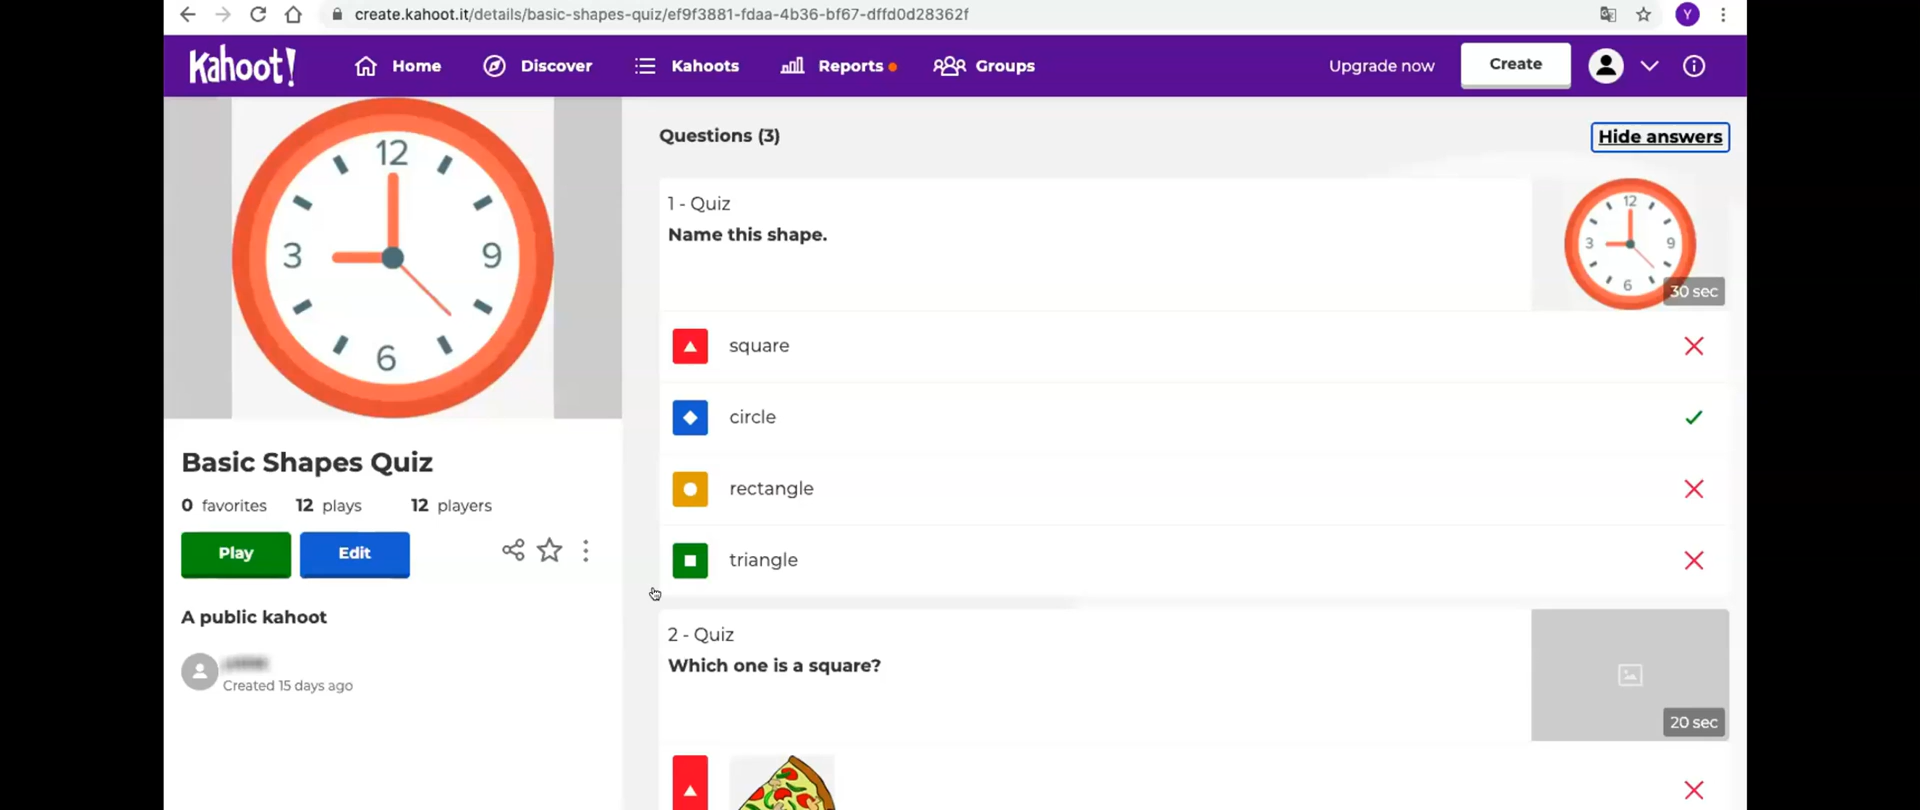 create.kahoot.it/details/basic-shapes-quiz/ef9f3881-fdaa-4b36-bf67-dffd0d28362f
Y
Kahoot!
Home
Discover
Kahoots
Reports
Groups
Upgrade now
Create
12
3
9
6
Basic Shapes Quiz
0 favorites 12 plays 12 players
Play
Edit
A public kahoot
Created 15 days ago
Questions (3)
Hide answers
1 - Quiz
Name this shape.
12
3
9
6
30 sec
square
circle
rectangle
triangle
2 - Quiz
Which one is a square?
20 sec